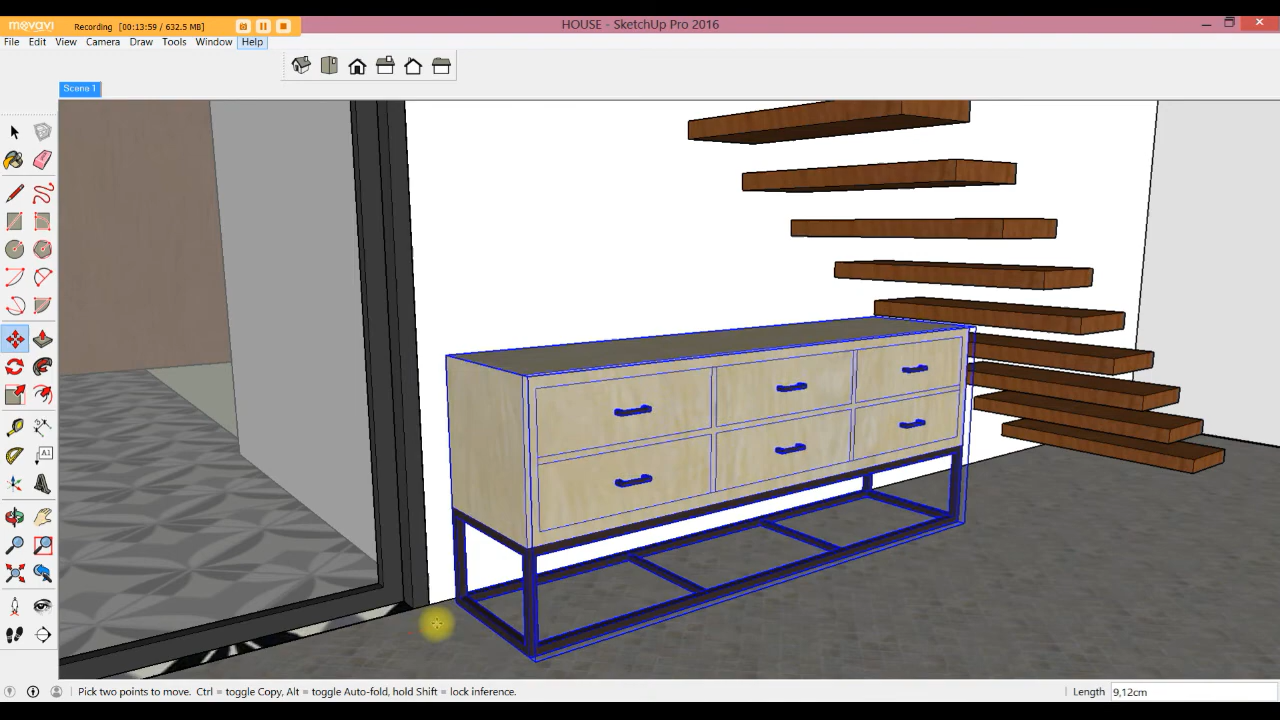 movavi
Recording [00:13:59 / 632.5 MB]
HOUSE - SketchUp Pro 2016
File Edit View Camera Draw Tools Window Help
Scene 1
A1
Pick two points to move. Ctrl = toggle Copy, Alt = toggle Auto-fold, hold Shift = lock inference.
Length 9,12cm